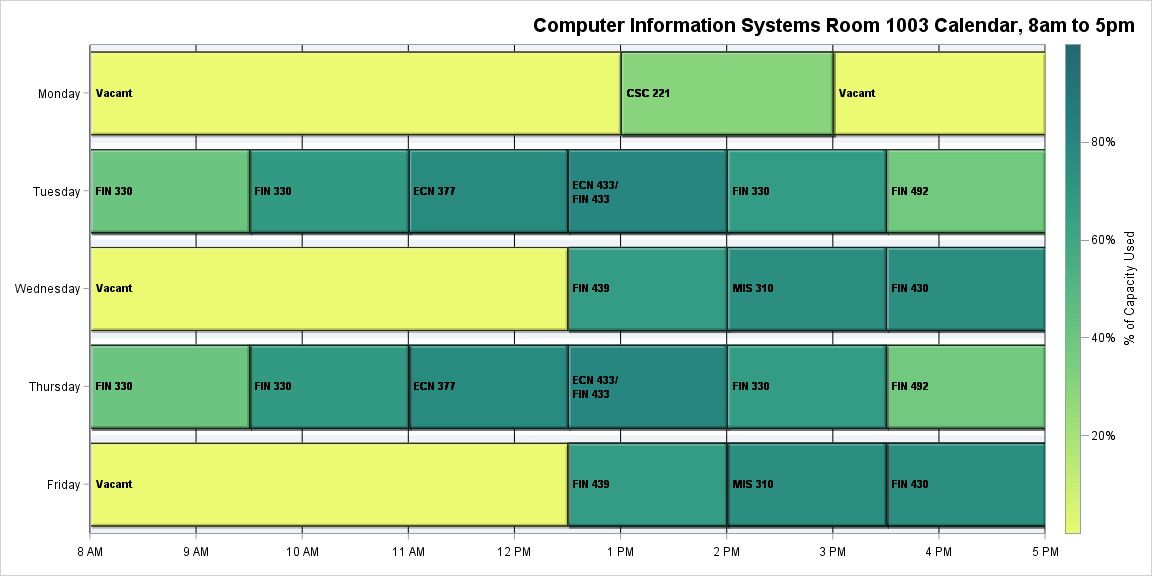 Computer Information Systems Room 1003 Calendar, 8am to 5pm
Monday
Vacant
CSC 221
Vacant
Tuesday
FIN 330
FIN 330
ECN 377
ECN 433/
FIN 433
FIN 330
FIN 492
Wednesday
Vacant
FIN 439
MIS 310
FIN 430
Thursday
FIN 330
FIN 330
ECN 377
ECN 433/
FIN 433
FIN 330
FIN 492
Friday
Vacant
FIN 439
MIS 310
FIN 430
8 AM
9 AM
10 AM
11 AM
12 PM
1 PM
2 PM
3 PM
4 PM
5 PM
80%
60%
40%
20%
% of Capacity Used